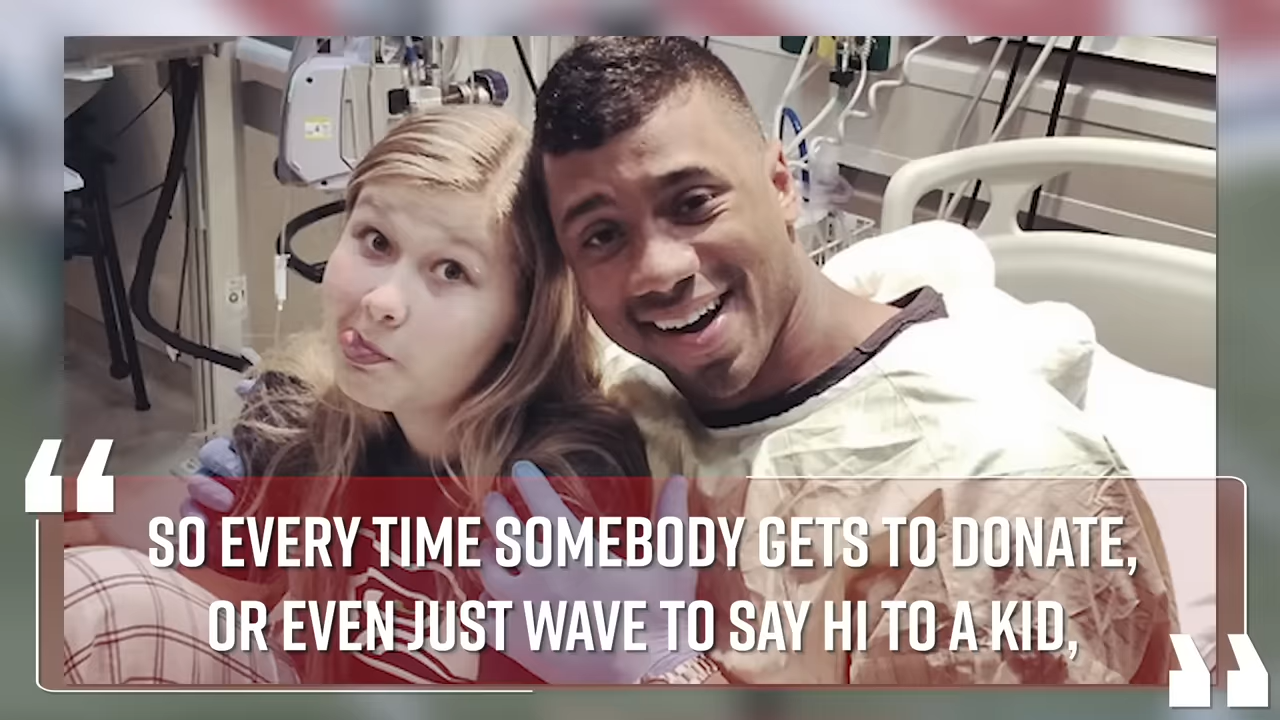 SO EVERY TIME SOMEBODY GETS TO DONATE,
OR EVEN JUST WAVE TO SAY HI TO A KID,